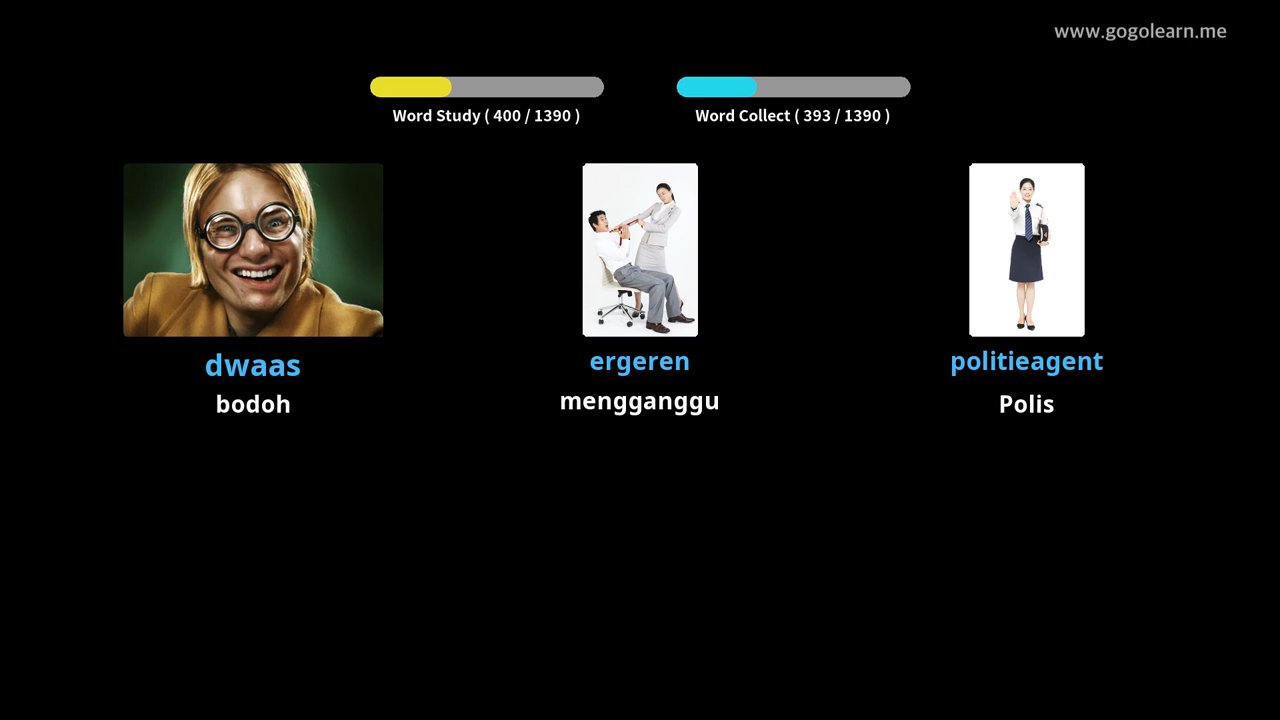 www.gogolearn.me
Word Study ( 400 / 1390 )
Word Collect ( 393 / 1390 )
dwaas
bodoh
ergeren
mengganggu
politieagent
Polis